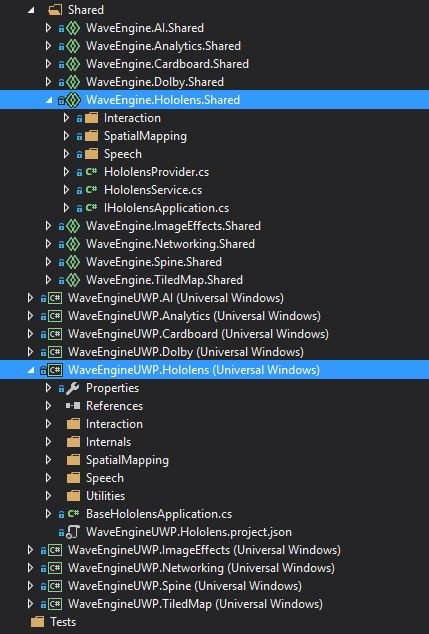 Shared
WaveEngine.AI.Shared
WaveEngine.Analytics.Shared
WaveEngine.Cardboard.Shared
WaveEngine.Dolby.Shared
WaveEngine.Hololens.Shared
Interaction
SpatialMapping
Speech
C# HololensProvider.cs
C# HololensService.cs
C# IHololensApplication.cs
WaveEngine.ImageEffects.Shared
WaveEngine.Networking.Shared
WaveEngine.Spine.Shared
WaveEngine.TiledMap.Shared
C# WaveEngineUWP.AI (Universal Windows)
C# WaveEngineUWP.Analytics (Universal Windows)
C# WaveEngineUWP.Cardboard (Universal Windows)
C# WaveEngineUWP.Dolby (Universal Windows)
C# WaveEngineUWP.Hololens (Universal Windows)
Properties
References
Interaction
Internals
SpatialMapping
Speech
Utilities
C# BaseHololensApplication.cs
WaveEngineUWP.Hololens.project.json
C# WaveEngineUWP.ImageEffects (Universal Windows)
C# WaveEngineUWP.Networking (Universal Windows)
C# WaveEngineUWP.Spine (Universal Windows)
C# WaveEngineUWP.TiledMap (Universal Windows)
Tests